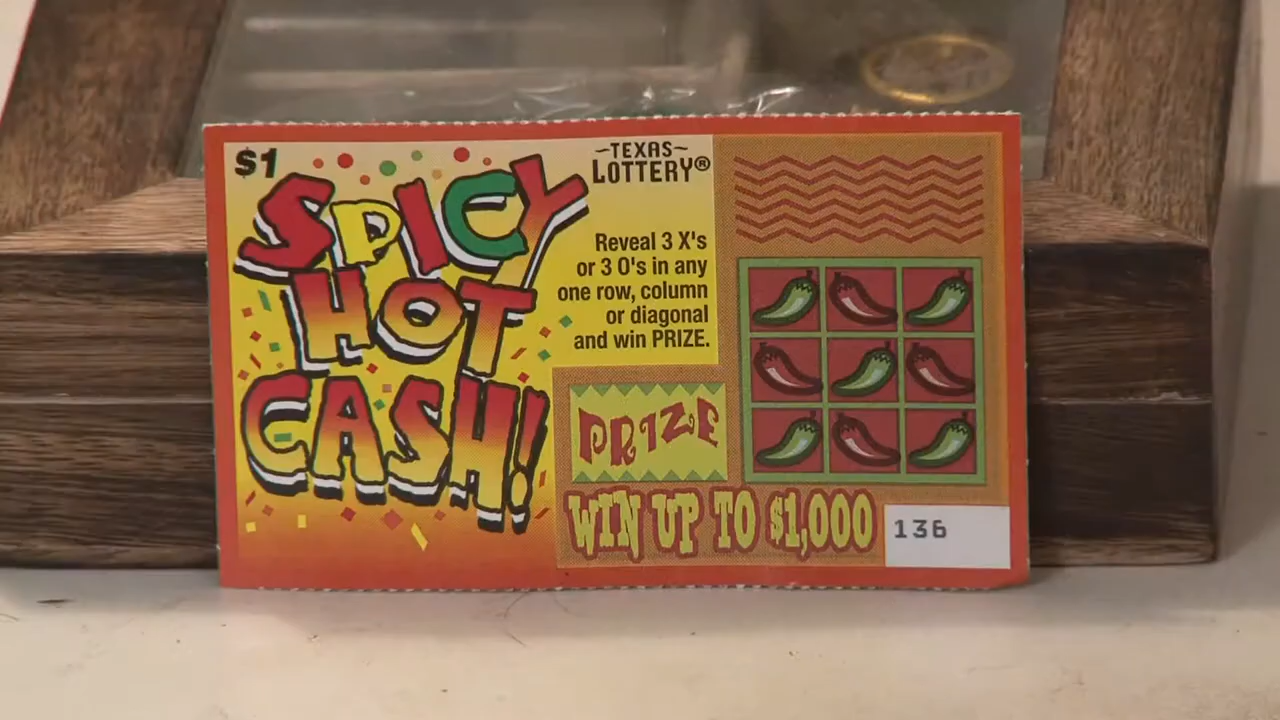 $1
SPICY
HOT
CASH!
~TEXAS~
LOTTERY®
Reveal 3 X's
or 3 O's in any
one row, column
or diagonal
and win PRIZE.
PRIZE
WIN UP TO $1,000
136